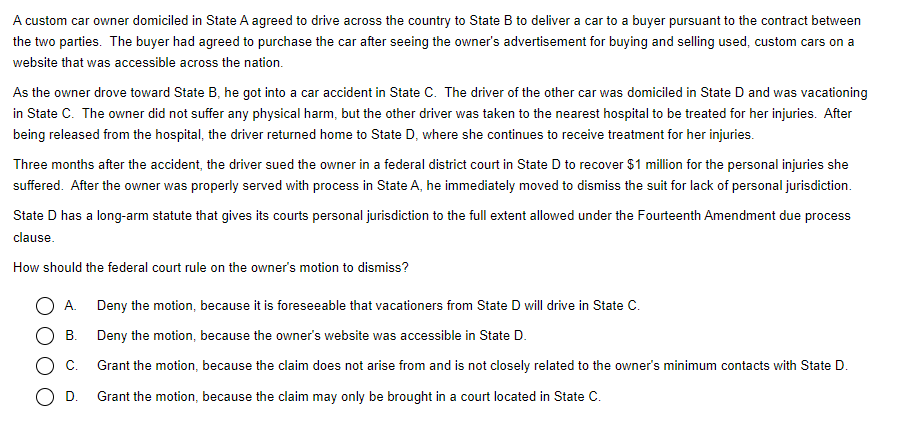 A custom car owner domiciled in State A agreed to drive across the country to State B to deliver a car to a buyer pursuant to the contract between
the two parties.  The buyer had agreed to purchase the car after seeing the owner's advertisement for buying and selling used, custom cars on a
website that was accessible across the nation.
As the owner drove toward State B, he got into a car accident in State C.  The driver of the other car was domiciled in State D and was vacationing
in State C.  The owner did not suffer any physical harm, but the other driver was taken to the nearest hospital to be treated for her injuries.  After
being released from the hospital, the driver returned home to State D, where she continues to receive treatment for her injuries.
Three months after the accident, the driver sued the owner in a federal district court in State D to recover $1 million for the personal injuries she
suffered.  After the owner was properly served with process in State A, he immediately moved to dismiss the suit for lack of personal jurisdiction.
State D has a long-arm statute that gives its courts personal jurisdiction to the full extent allowed under the Fourteenth Amendment due process
clause.
How should the federal court rule on the owner's motion to dismiss?
A. Deny the motion, because it is foreseeable that vacationers from State D will drive in State C.
B. Deny the motion, because the owner's website was accessible in State D.
C. Grant the motion, because the claim does not arise from and is not closely related to the owner's minimum contacts with State D.
D. Grant the motion, because the claim may only be brought in a court located in State C.